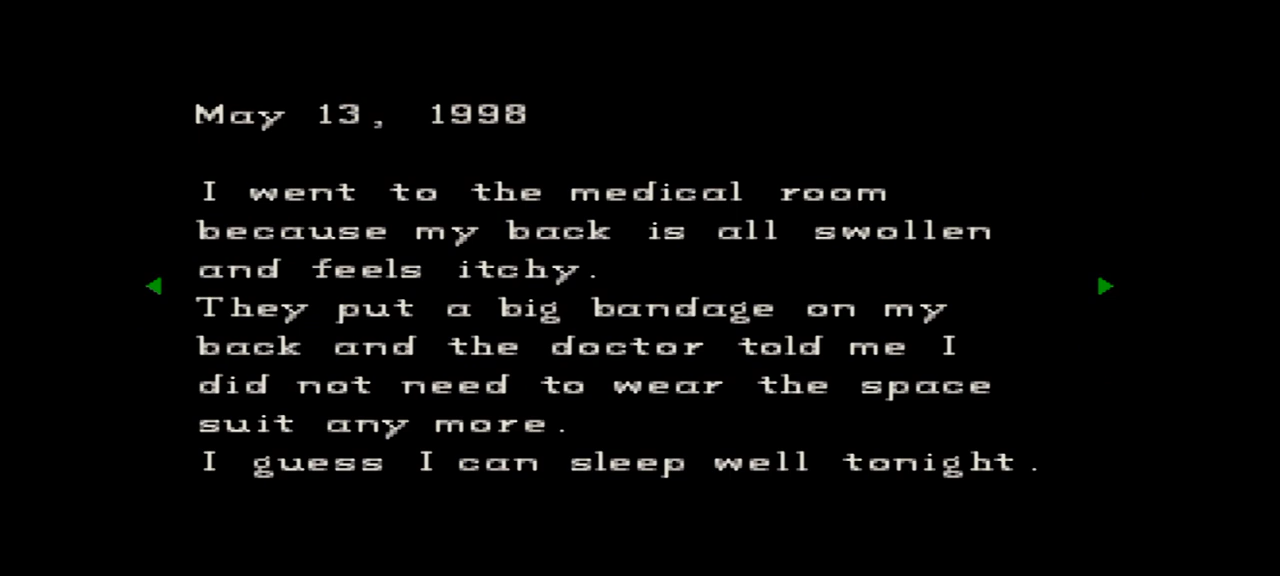 May 13, 1998
I went to the medical room
because my back is all swollen
and feels itchy.
They put a big bandage on my
back and the doctor told me I
did not need to wear the space
suit any more.
I guess I can sleep well tonight.